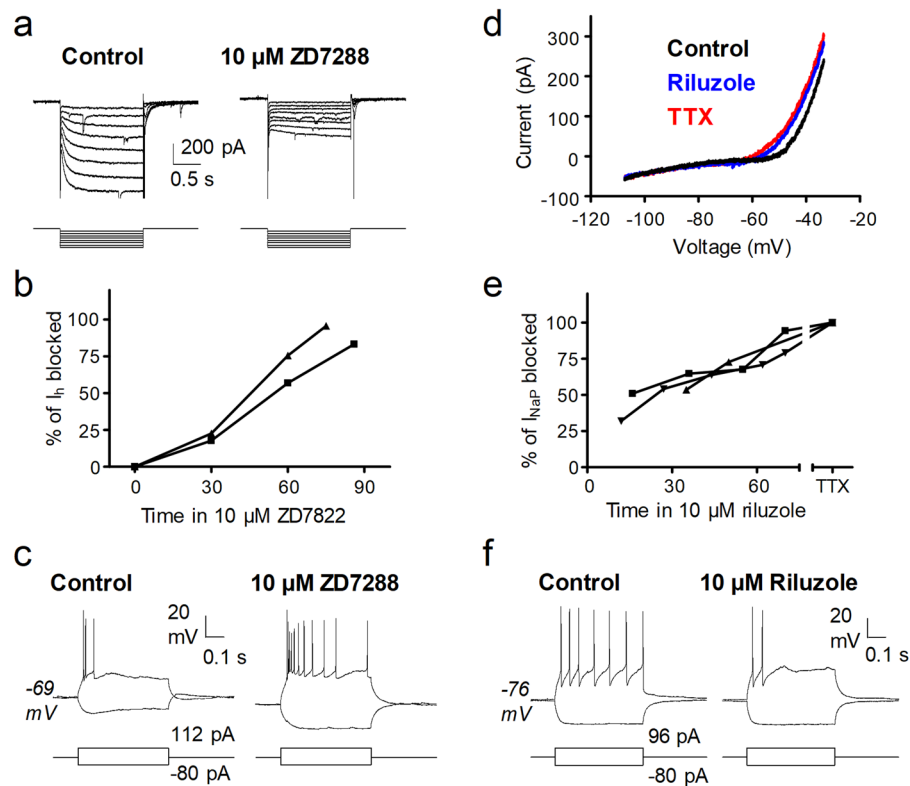 a
Control
10 µM ZD7288
200 pA
0.5 s
b
% of Ih blocked
100
75
50
25
0
0 30 60 90
Time in 10 µM ZD7822
c
Control
10 µM ZD7288
20
mV
0.1 s
-69
mV
112 pA
-80 pA
d
Current (pA)
300
200
100
0
-100
Control
Riluzole
TTX
-120 -100 -80 -60 -40 -20
Voltage (mV)
e
% of INaP blocked
100
75
50
25
0
0 30 60 TTX
Time in 10 µM riluzole
f
Control
10 µM Riluzole
20
mV
0.1 s
-76
mV
96 pA
-80 pA